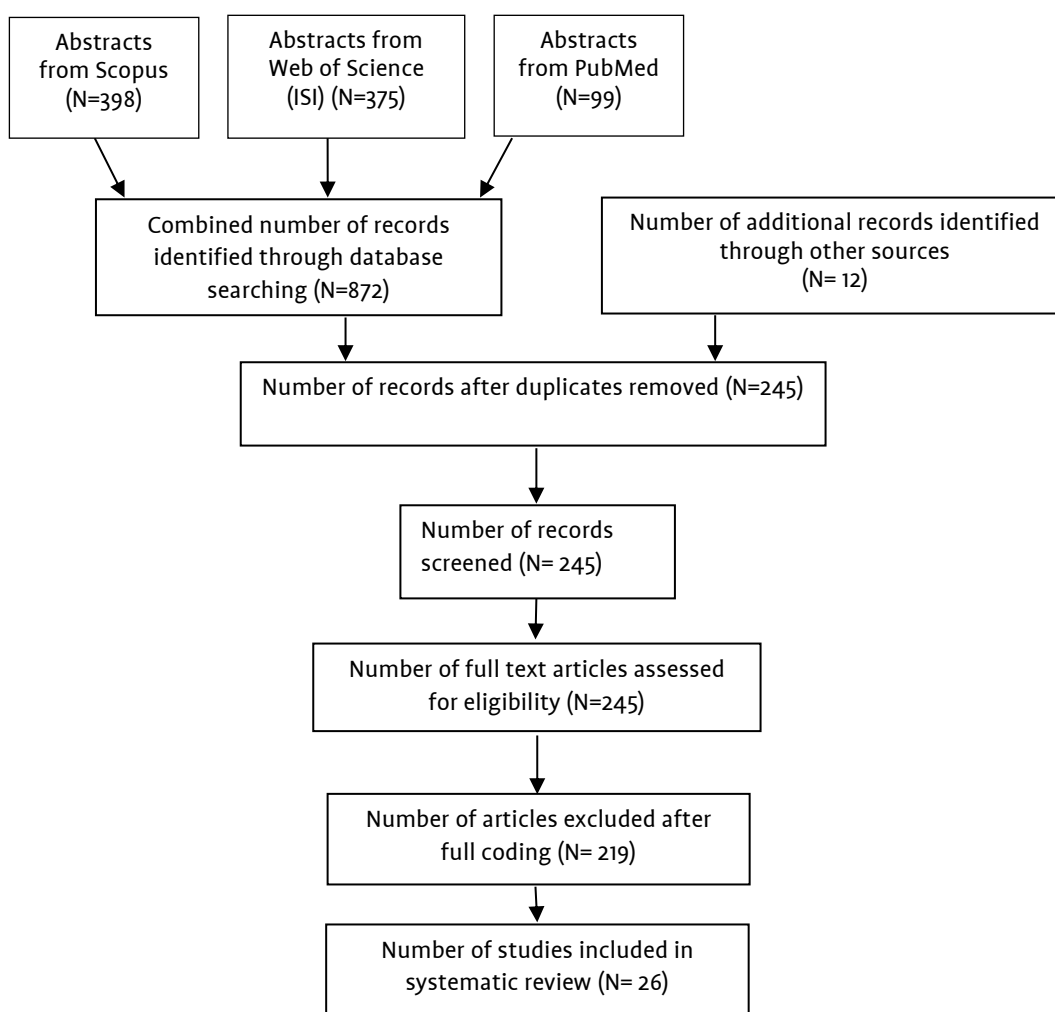 Abstracts
from Scopus
(N=398)
Abstracts from
Web of Science
(ISI) (N=375)
Abstracts
from PubMed
(N=99)
Combined number of records
identified through database
searching (N=872)
Number of additional records identified
through other sources
(N= 12)
Number of records after duplicates removed (N=245)
Number of records
screened (N= 245)
Number of full text articles assessed
for eligibility (N=245)
Number of articles excluded after
full coding (N= 219)
Number of studies included in
systematic review (N= 26)